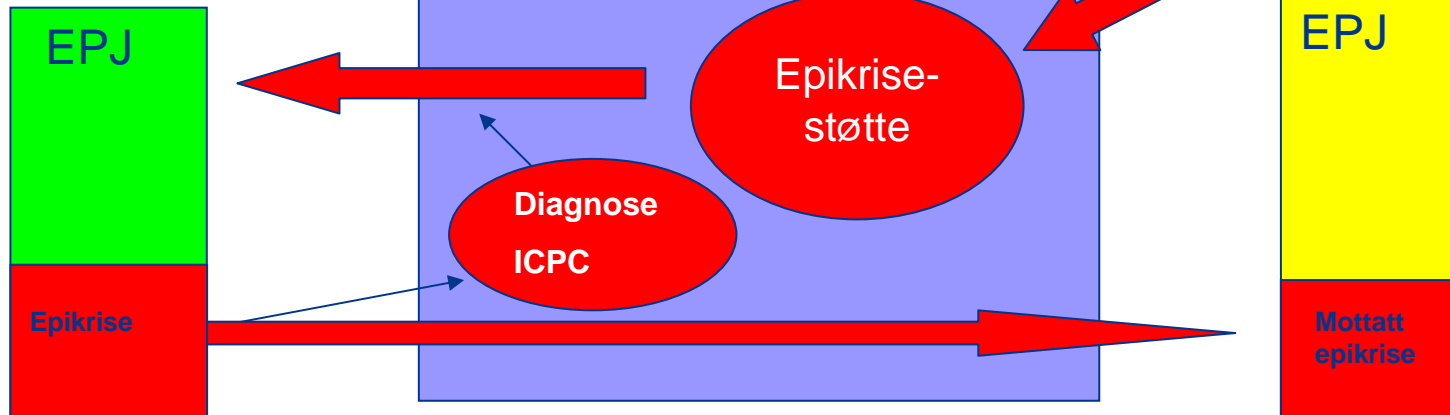 EPJ
EPJ
Epikrise-
støtte
Diagnose
ICPC
Epikrise
Mottatt
epikrise